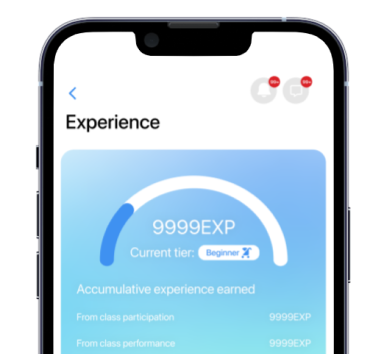 99+ 99+
Experience
9999EXP
Current tier: Beginner
Accumulative experience earned
From class participation 9999EXP
From class performance 9999EXP